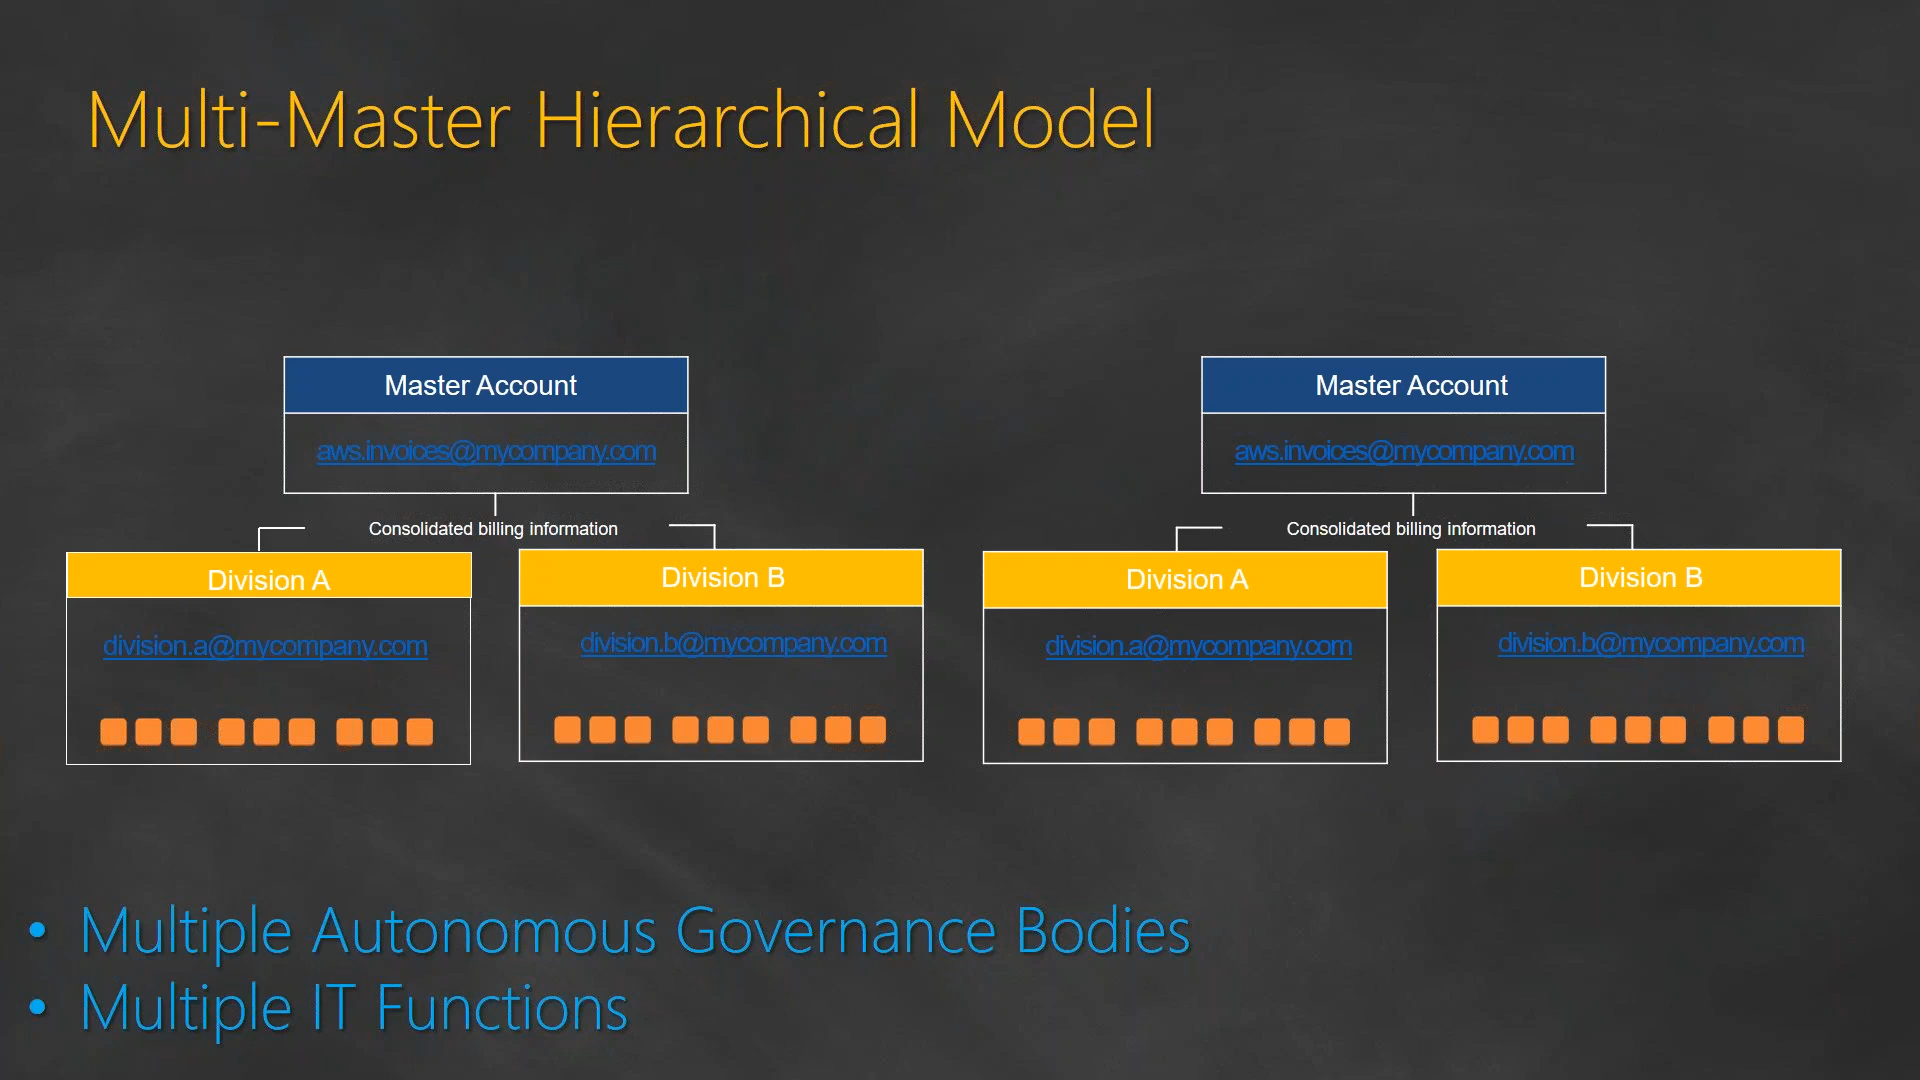 Multi-Master Hierarchical Model
Master Account
aws.invoices@mycompany.com
Consolidated billing information
Division A
division.a@mycompany.com
Division B
division.b@mycompany.com
Master Account
aws.invoices@mycompany.com
Consolidated billing information
Division A
division.a@mycompany.com
Division B
division.b@mycompany.com
• Multiple Autonomous Governance Bodies
• Multiple IT Functions